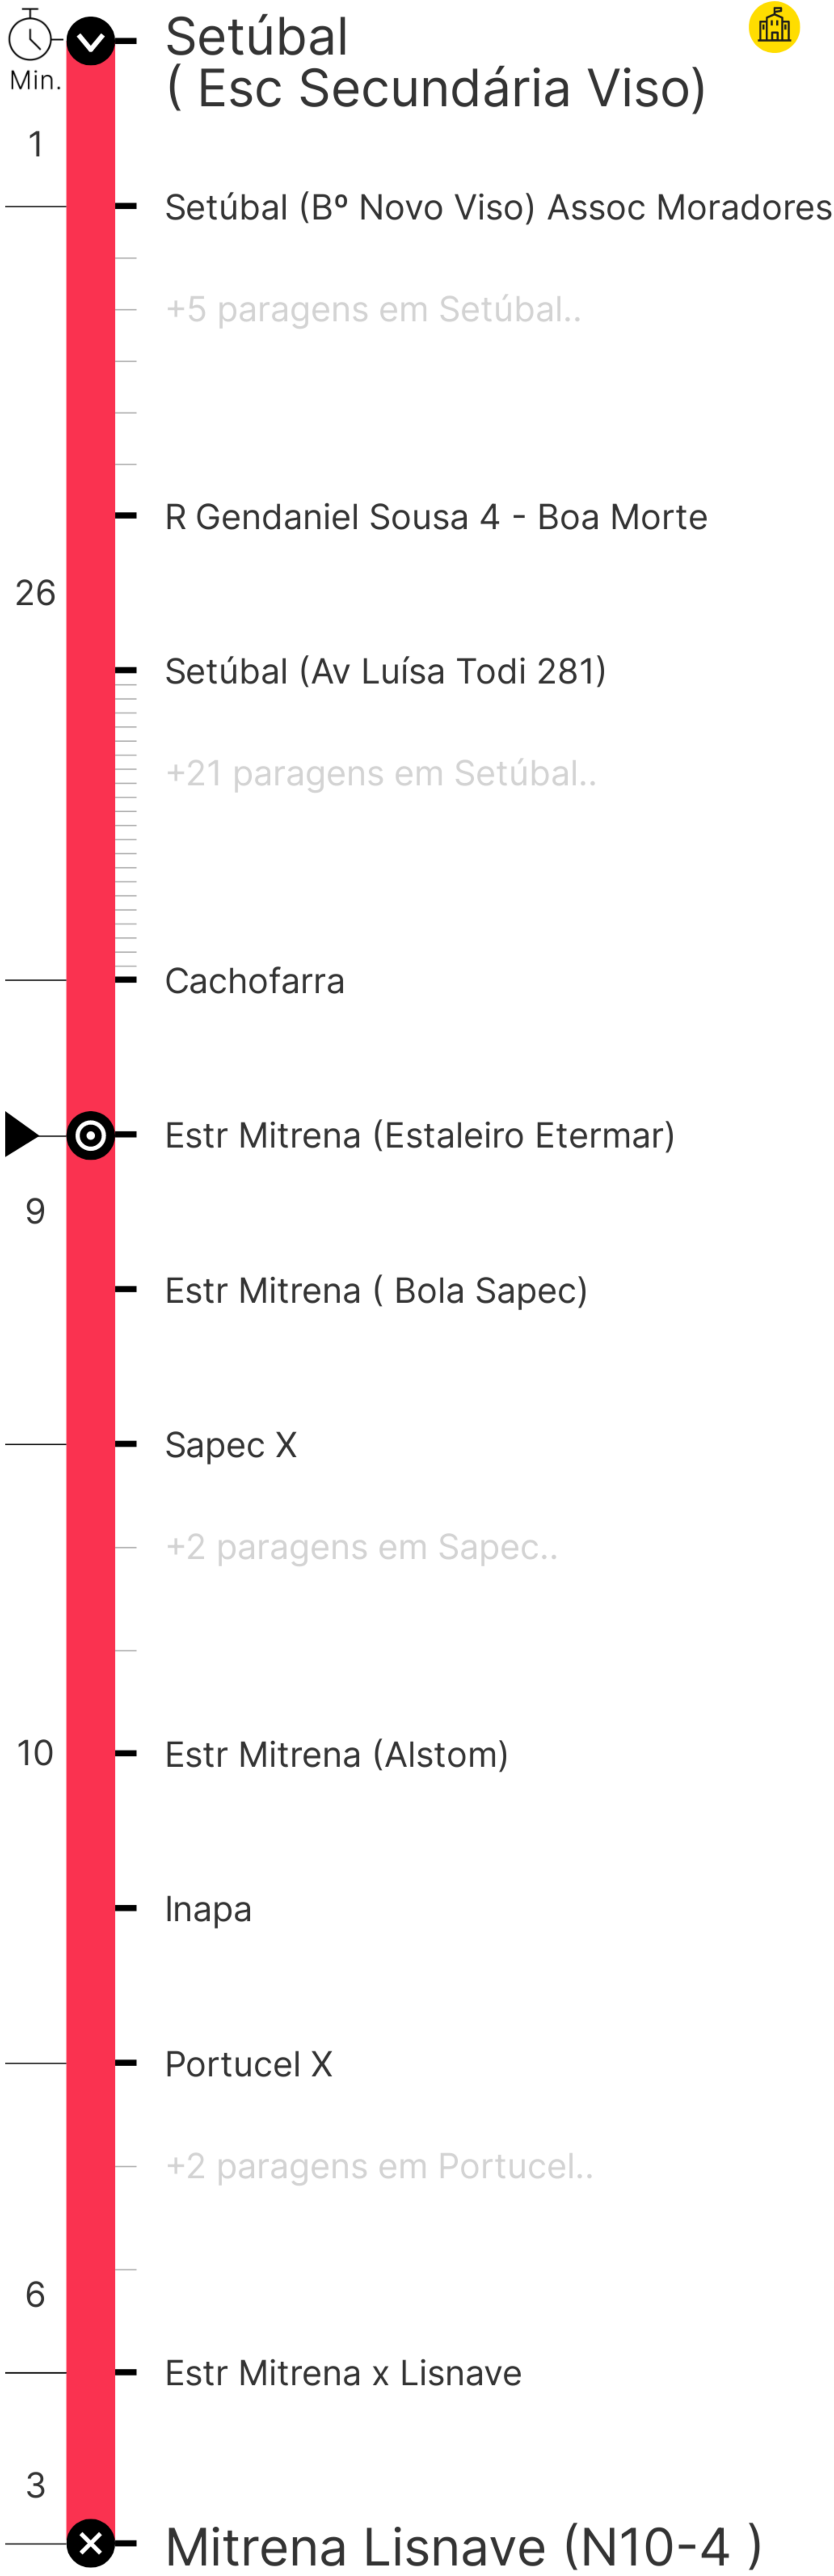 Setúbal
( Esc Secundária Viso)
Min.
1
Setúbal (Bº Novo Viso) Assoc Moradores
+5 paragens em Setúbal..
R Gendaniel Sousa 4 - Boa Morte
26
Setúbal (Av Luísa Todi 281)
+21 paragens em Setúbal..
Cachofarra
Estr Mitrena (Estaleiro Etermar)
9
Estr Mitrena ( Bola Sapec)
Sapec X
+2 paragens em Sapec..
10
Estr Mitrena (Alstom)
Inapa
Portucel X
+2 paragens em Portucel..
6
Estr Mitrena x Lisnave
3
Mitrena Lisnave (N10-4 )